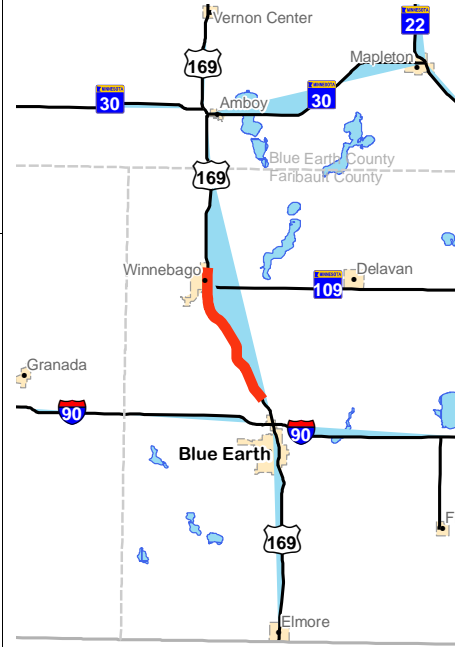 Vernon Center
MINNESOTA
22
169
Mapleton
MINNESOTA
30
Amboy
MINNESOTA
30
Blue Earth County
Faribault County
169
Winnebago
Delavan
MINNESOTA
109
Granada
90
90
Blue Earth
F
169
Elmore